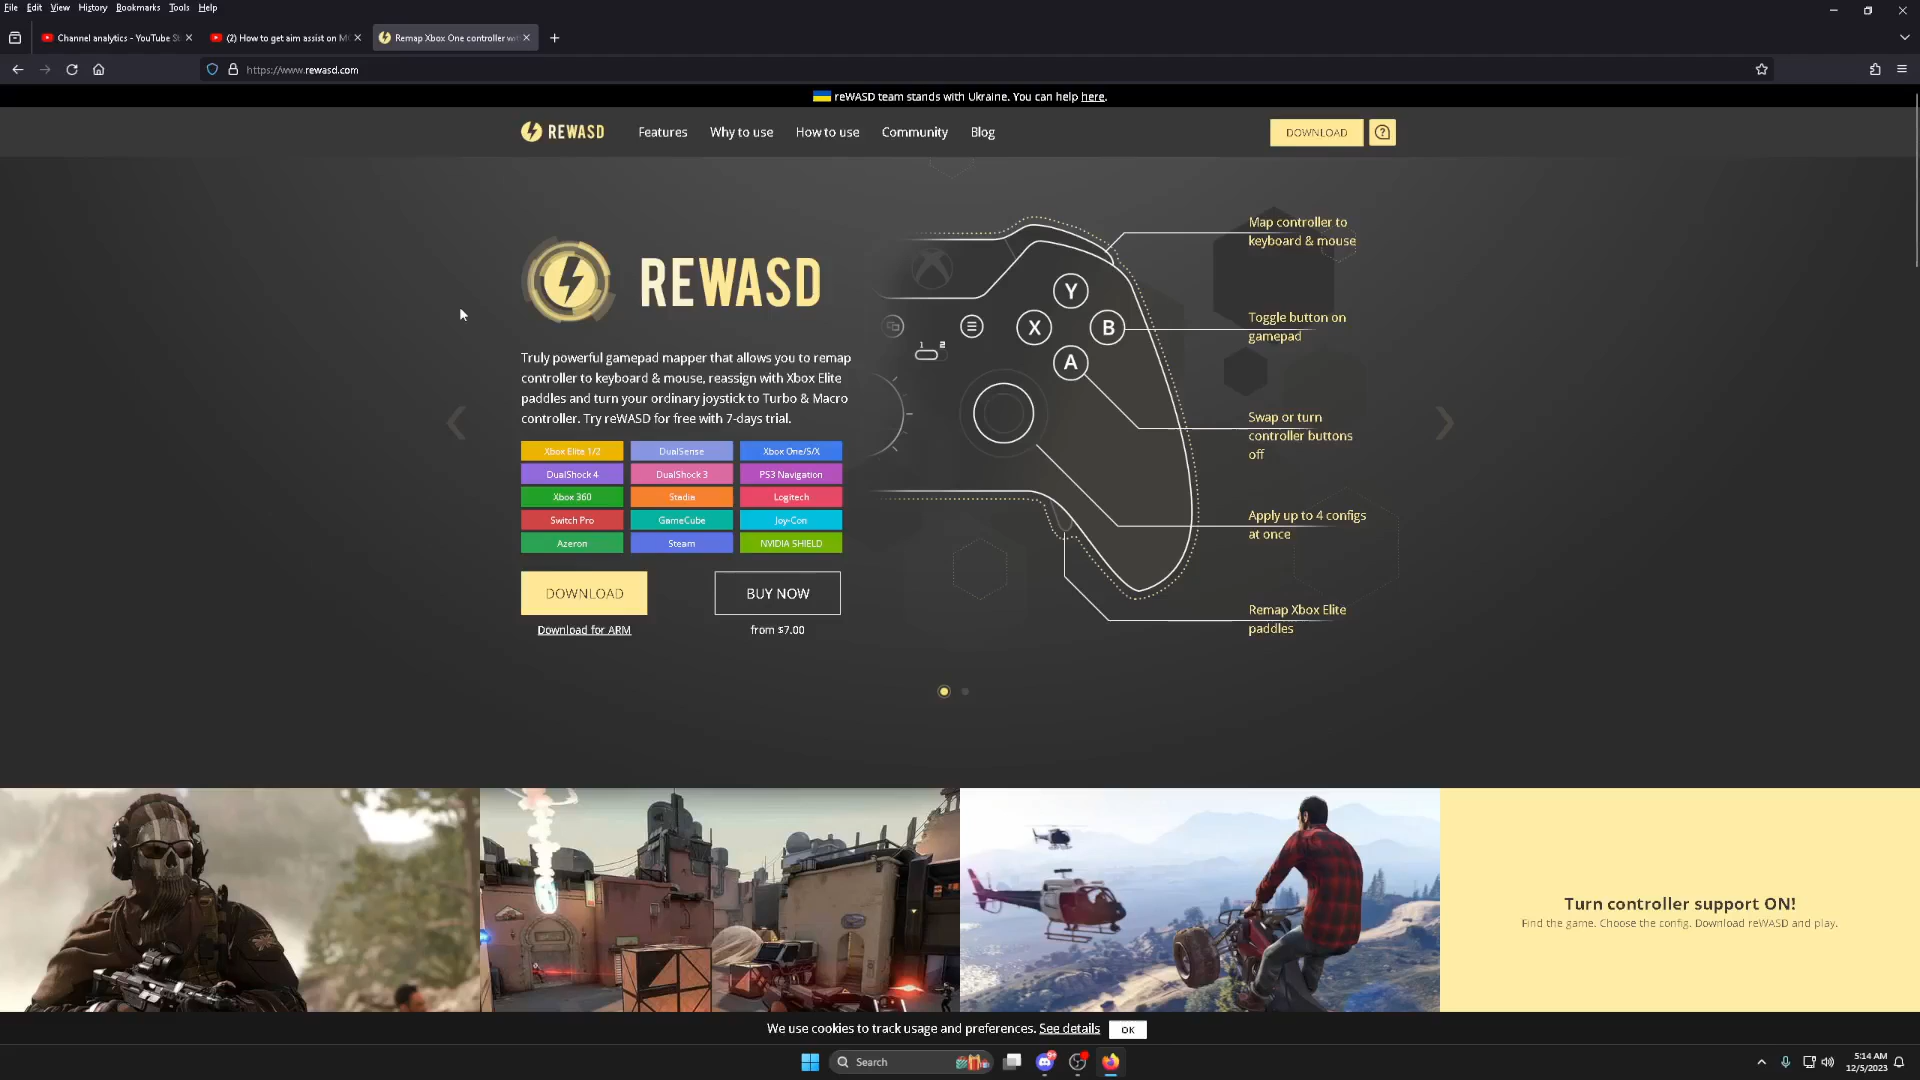 File Edit View History Bookmarks Tools Help
Channel analytics - YouTube St
(2) How to get aim assist on M
Remap Xbox One controller wi
https://www.rewasd.com
reWASD team stands with Ukraine. You can help here.
REWASD
Features
Why to use
How to use
Community
Blog
DOWNLOAD
REWASD
Truly powerful gamepad mapper that allows you to remap
controller to keyboard & mouse, reassign with Xbox Elite
paddles and turn your ordinary joystick to Turbo & Macro
controller. Try reWASD for free with 7-days trial.
Xbox Elite 1/2 DualSense Xbox One/S/X
DualShock 4 DualShock 3 PS3 Navigation
Xbox 360 Stadia Logitech
Switch Pro GameCube Joy-Con
Azeron Steam NVIDIA SHIELD
DOWNLOAD
BUY NOW
Download for ARM
from $7.00
Y
X
B
A
1 2
Map controller to
keyboard & mouse
Toggle button on
gamepad
Swap or turn
controller buttons
off
Apply up to 4 configs
at once
Remap Xbox Elite
paddles
Turn controller support ON!
Find the game. Choose the config. Download reWASD and play.
We use cookies to track usage and preferences. See details OK
Search
5:14 AM
12/5/2023